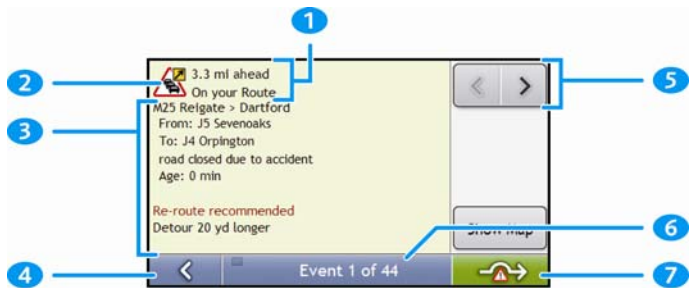 1
3.3 mi ahead
2
On your Route
5
3
M25 Reigate > Dartford
From: J5 Sevenoaks
To: J4 Orpington
road closed due to accident
Age: 0 min
Re-route recommended
Detour 20 yd longer
Show Map
6
4
Event 1 of 44
7